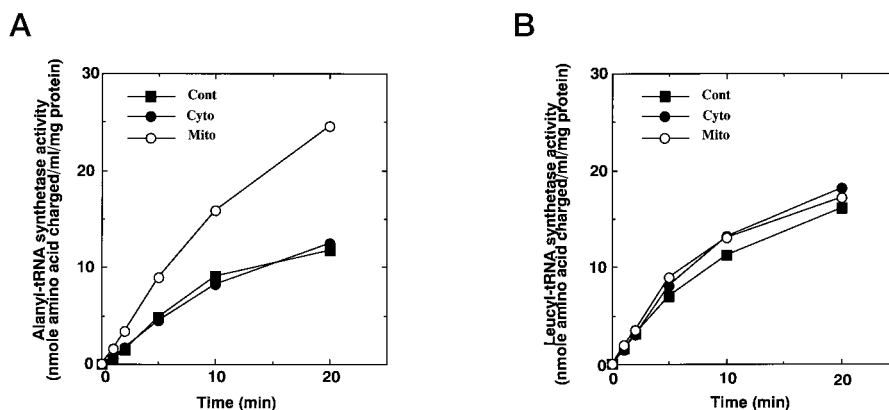 A
Alanyl-tRNA synthetase activity
(nmole amino acid charged/ml/mg protein)
30
20
10
0
Cont
Cyto
Mito
0
10
20
Time (min)
B
Leucyl-tRNA synthetase activity
(nmole amino acid charged/ml/mg protein)
30
20
10
0
Cont
Cyto
Mito
0
10
20
Time (min)